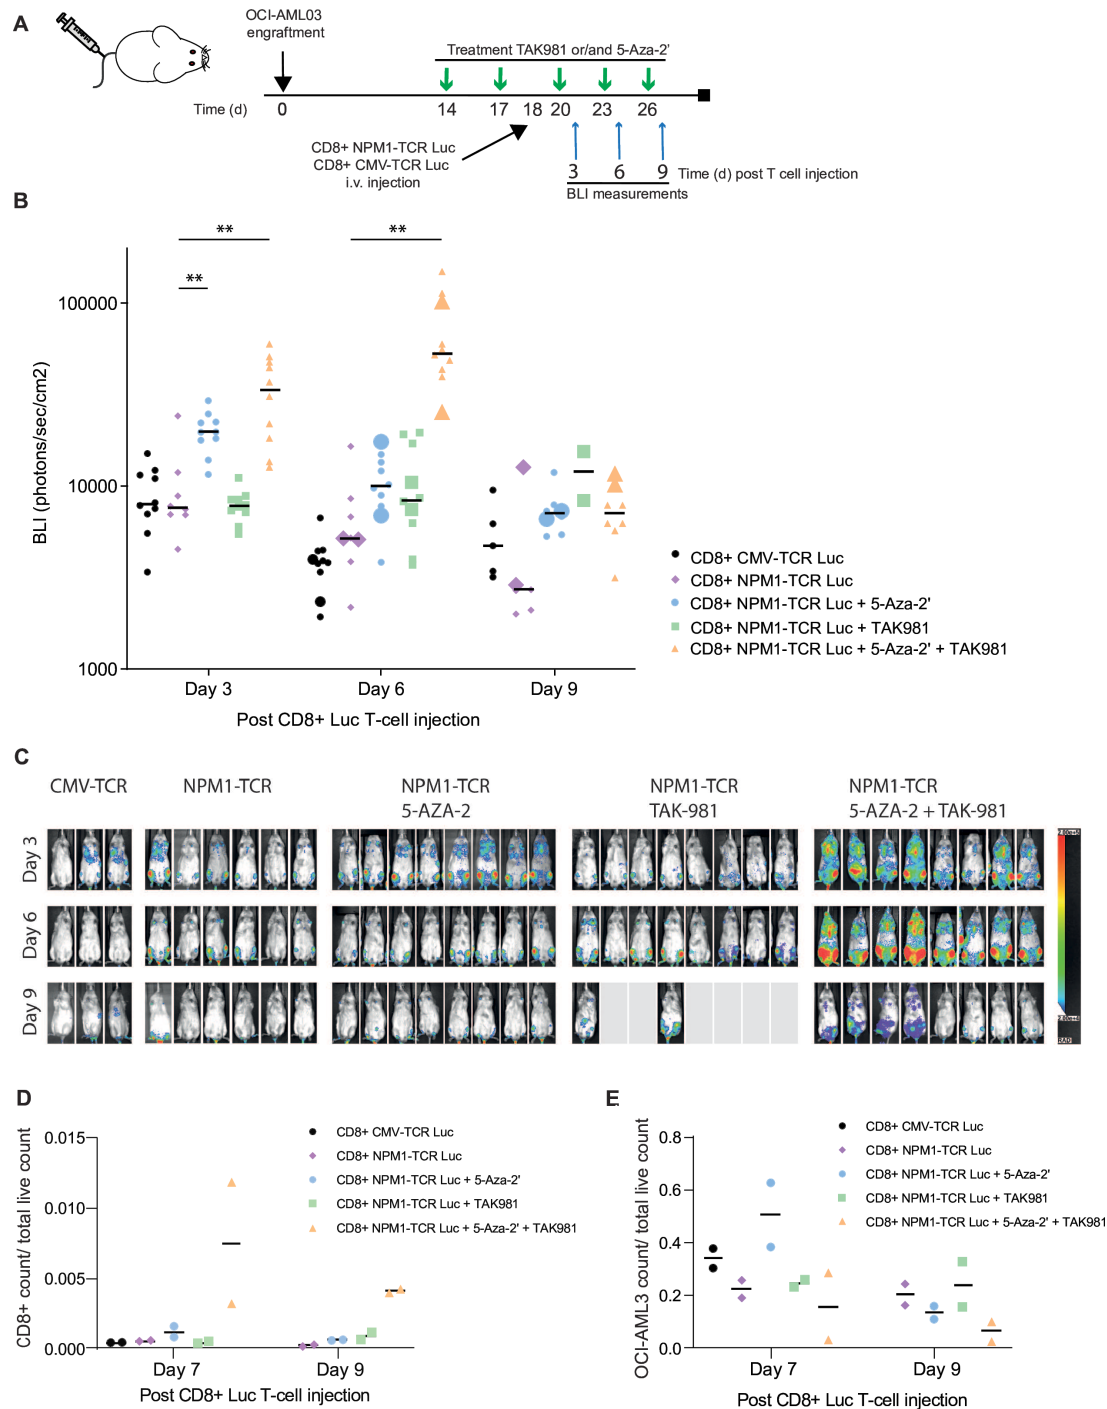 A
OCI-AML03
engraftment
Treatment TAK981 or/and 5-Aza-2'
Time (d)
0
14
17
18
20
23
26
CD8+ NPM1-TCR Luc
CD8+ CMV-TCR Luc
i.v. injection
3
6
9
Time (d) post T cell injection
BLI measurements
B
**
**
**
BLI (photons/sec/cm2)
100000
10000
1000
Day 3
Day 6
Day 9
Post CD8+ Luc T-cell injection
CD8+ CMV-TCR Luc
CD8+ NPM1-TCR Luc
CD8+ NPM1-TCR Luc + 5-Aza-2'
CD8+ NPM1-TCR Luc + TAK981
CD8+ NPM1-TCR Luc + 5-Aza-2' + TAK981
C
CMV-TCR
NPM1-TCR
NPM1-TCR
5-AZA-2
NPM1-TCR
TAK-981
NPM1-TCR
5-AZA-2 + TAK-981
Day 3
Day 6
Day 9
RAD
D
CD8+ count/ total live count
0.015
0.010
0.005
0.000
Day 7
Day 9
Post CD8+ Luc T-cell injection
CD8+ CMV-TCR Luc
CD8+ NPM1-TCR Luc
CD8+ NPM1-TCR Luc + 5-Aza-2'
CD8+ NPM1-TCR Luc + TAK981
CD8+ NPM1-TCR Luc + 5-Aza-2' + TAK981
E
OCI-AML3 count/ total live count
0.8
0.6
0.4
0.2
0.0
Day 7
Day 9
Post CD8+ Luc T-cell injection
CD8+ CMV-TCR Luc
CD8+ NPM1-TCR Luc
CD8+ NPM1-TCR Luc + 5-Aza-2'
CD8+ NPM1-TCR Luc + TAK981
CD8+ NPM1-TCR Luc + 5-Aza-2' + TAK981